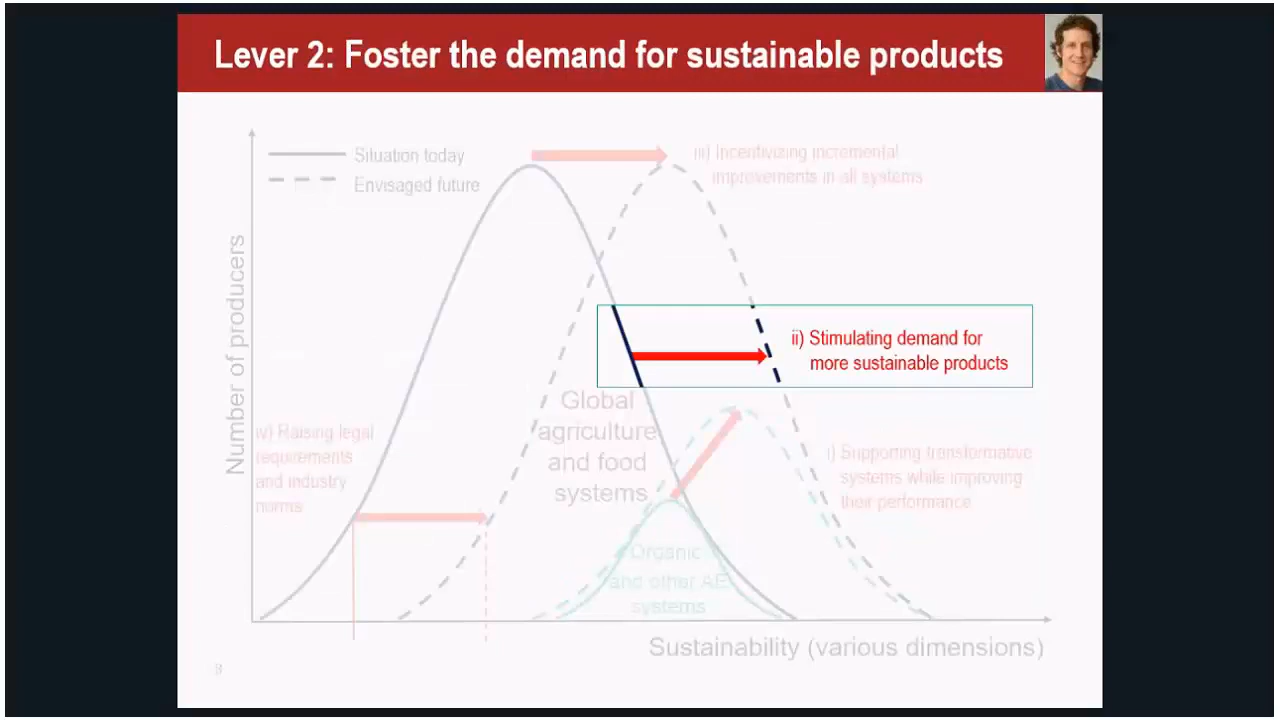 Lever 2: Foster the demand for sustainable products
Situation today
Envisaged future
iii) Incentivizing incremental
improvements in all systems
Number of producers
ii) Stimulating demand for
more sustainable products
Global
agriculture
and food
systems
iv) Raising legal
requirements
and industry
norms
i) Supporting transformative
systems while improving
their performance
Organic
and other AE
systems
Sustainability (various dimensions)
8